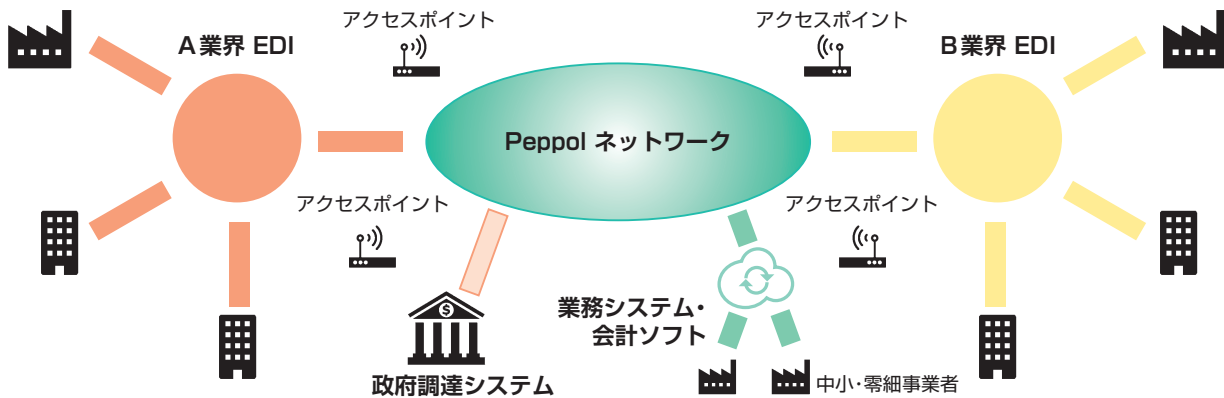 アクセスポイント
アクセスポイント
A業界 EDI
B業界 EDI
Peppol ネットワーク
アクセスポイント
アクセスポイント
$
業務システム・
会計ソフト
政府調達システム
中小・零細事業者